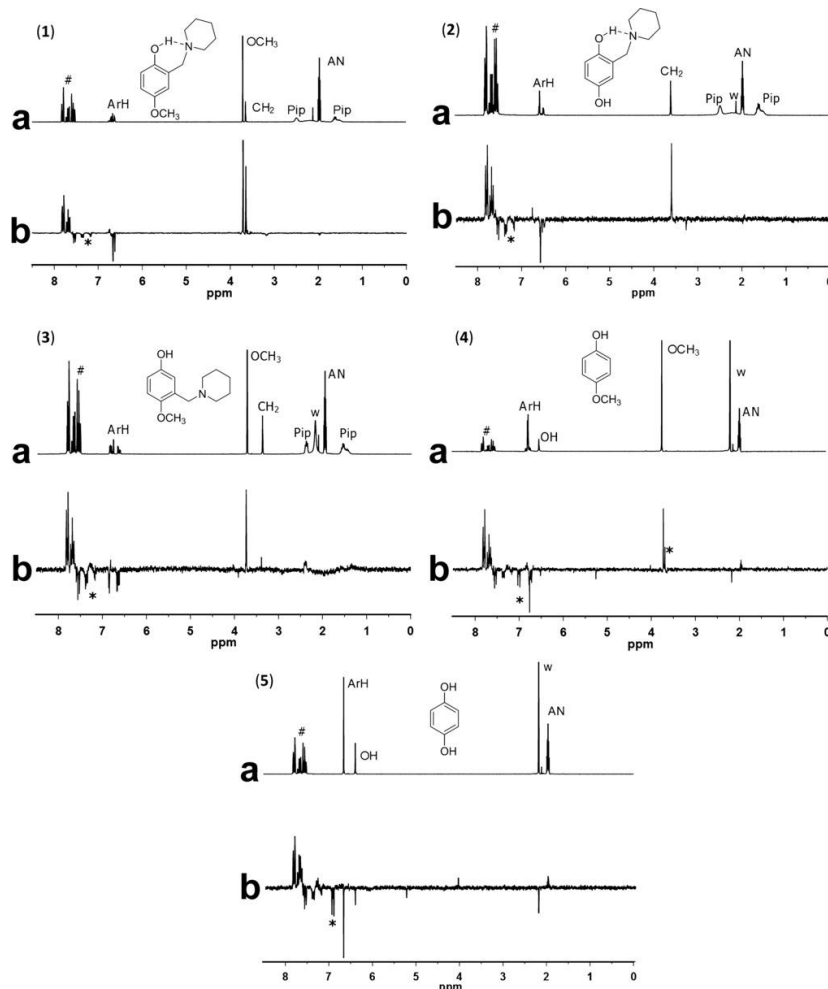 (1)
O H
N
OCH3
#
ArH
OCH3
CH2
Pip
AN
Pip
a
b
*
8 7 6 5 4 3 2 1 0
ppm
(2)
O H
N
OH
#
ArH
CH2
Pip
w
AN
Pip
a
b
*
8 7 6 5 4 3 2 1 0
ppm
(3)
OH
N
OCH3
#
ArH
OCH3
CH2
Pip
w
AN
Pip
a
b
*
8 7 6 5 4 3 2 1 0
ppm
(4)
OH
OCH3
#
ArH
OH
OCH3
w
AN
a
b
*
*
8 7 6 5 4 3 2 1 0
ppm
(5)
OH
OH
#
ArH
OH
w
AN
a
b
*
8 7 6 5 4 3 2 1 0
ppm